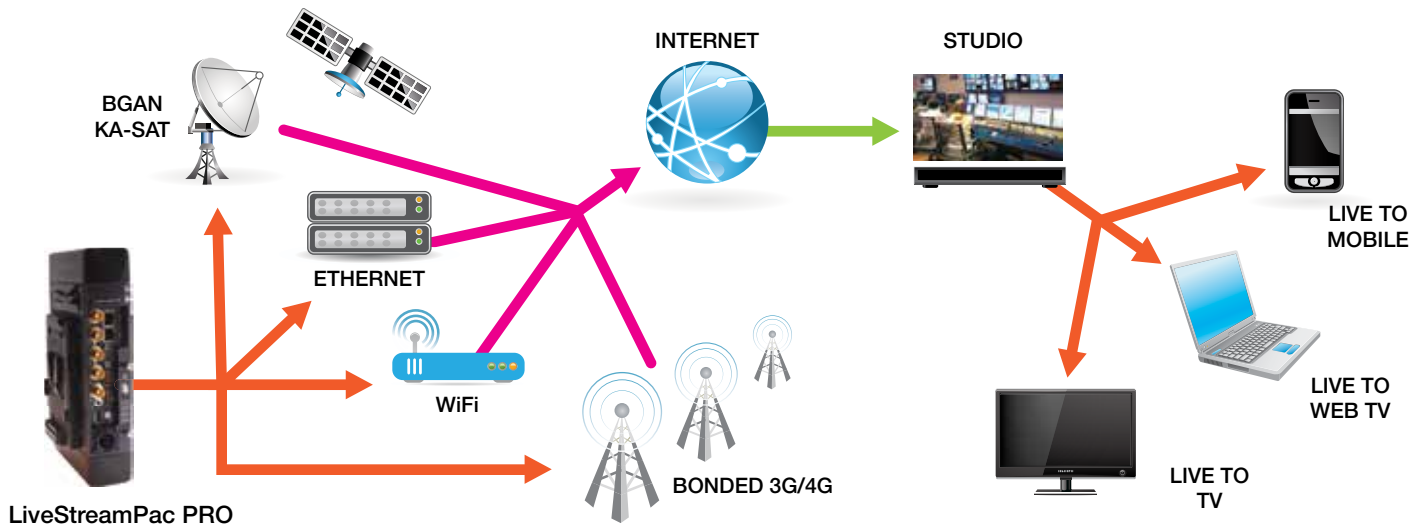 INTERNET
STUDIO
BGAN
KA-SAT
ETHERNET
LIVE TO
MOBILE
WiFi
LIVE TO
WEB TV
BONDED 3G/4G
LIVE TO
TV
LiveStreamPac PRO